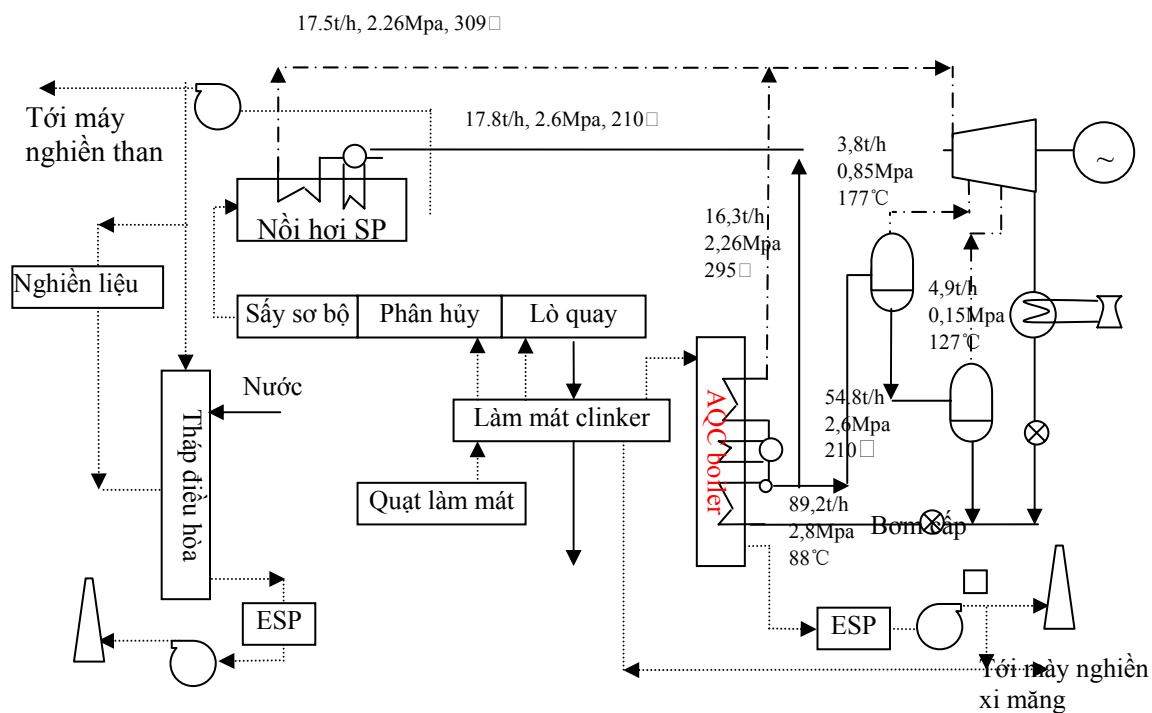 17.5t/h, 2.26Mpa, 309□
Tới máy
nghiền than
17.8t/h, 2.6Mpa, 210□
3,8t/h
0,85Mpa
177℃
~
Nồi hơi SP
16,3t/h
2,26Mpa
295□
Nghiền liệu
4,9t/h
0,15Mpa
127℃
Sấy sơ bộ
Phân hủy
Lò quay
Nước
Tháp điều hòa
Làm mát clinker
AQC boiler
54.8t/h
2,6Mpa
210□
Quạt làm mát
89,2t/h
2,8Mpa
88℃
Bơm cấp
ESP
ESP
Tới mày nghiền
xi măng